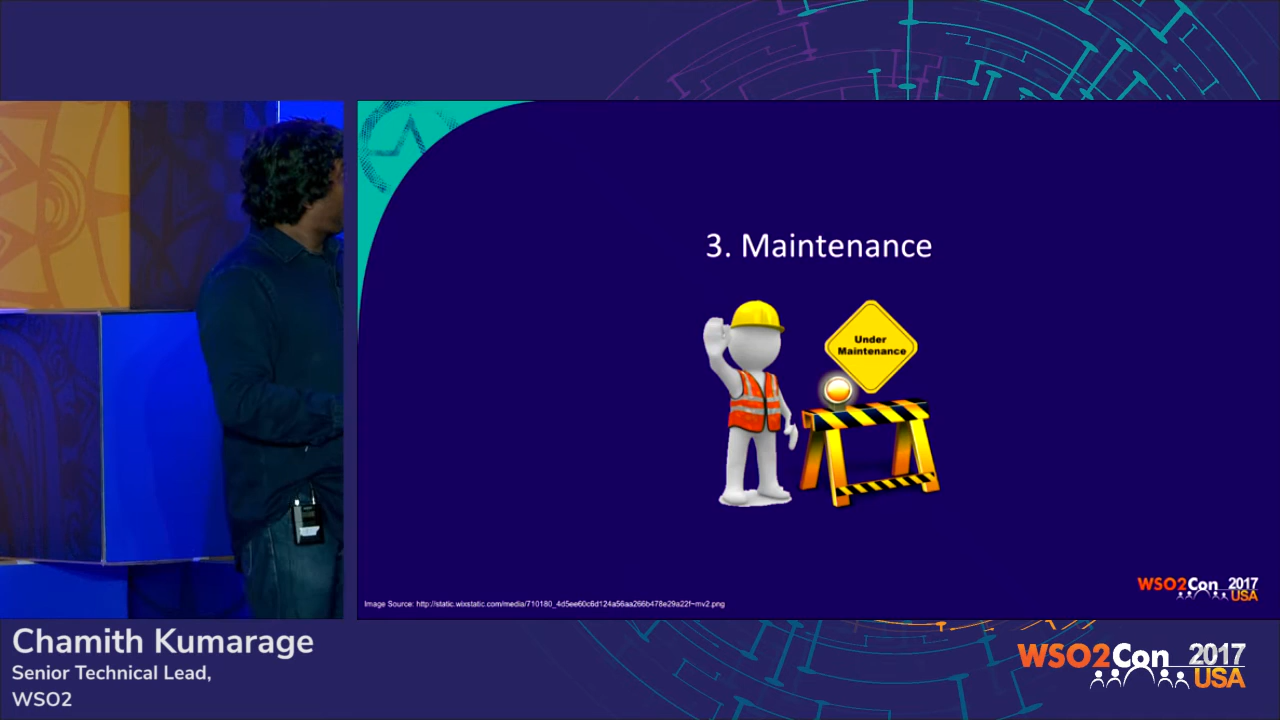 3. Maintenance
Under
Maintenance
WSO2Con 2017
USA
Image Source: http://static.wixstatic.com/media/710180_4d5ee60c6d124a56aa266b478e29a22f~mv2.png
Chamith Kumarage
Senior Technical Lead,
WSO2
WSO2Con 2017
USA